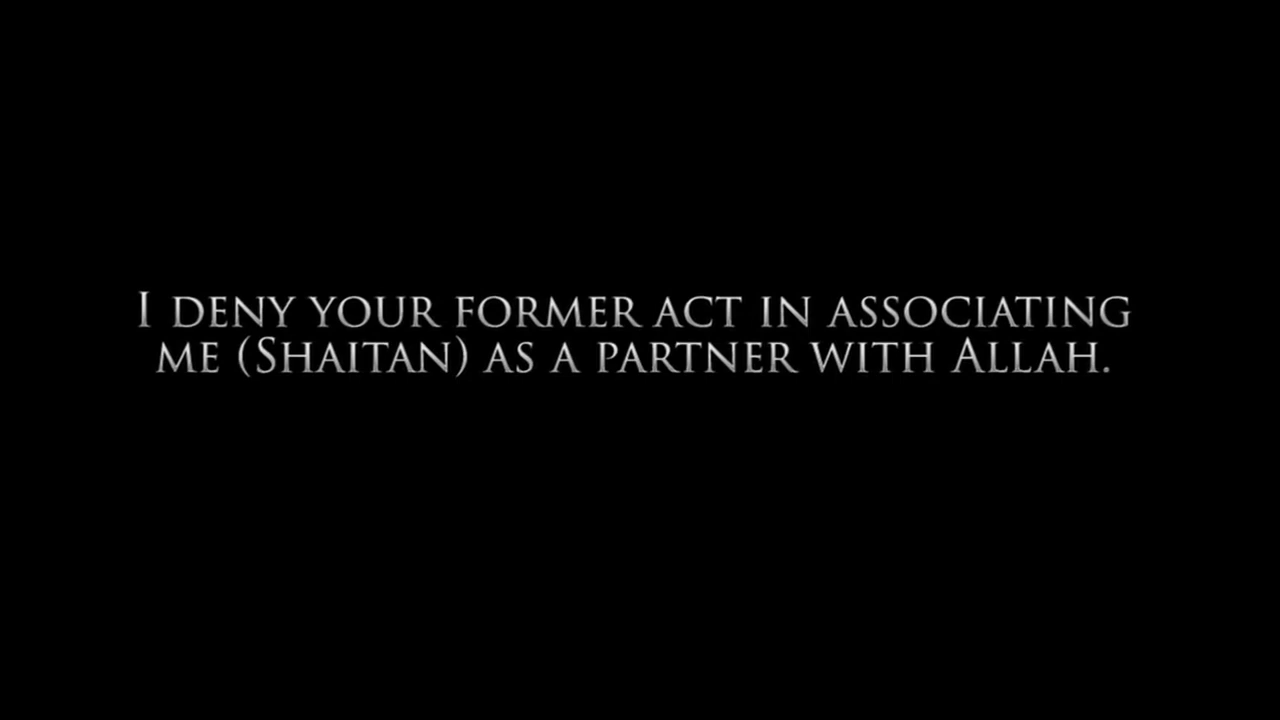 I deny your former act in associating
me (Shaitan) as a partner with Allah.